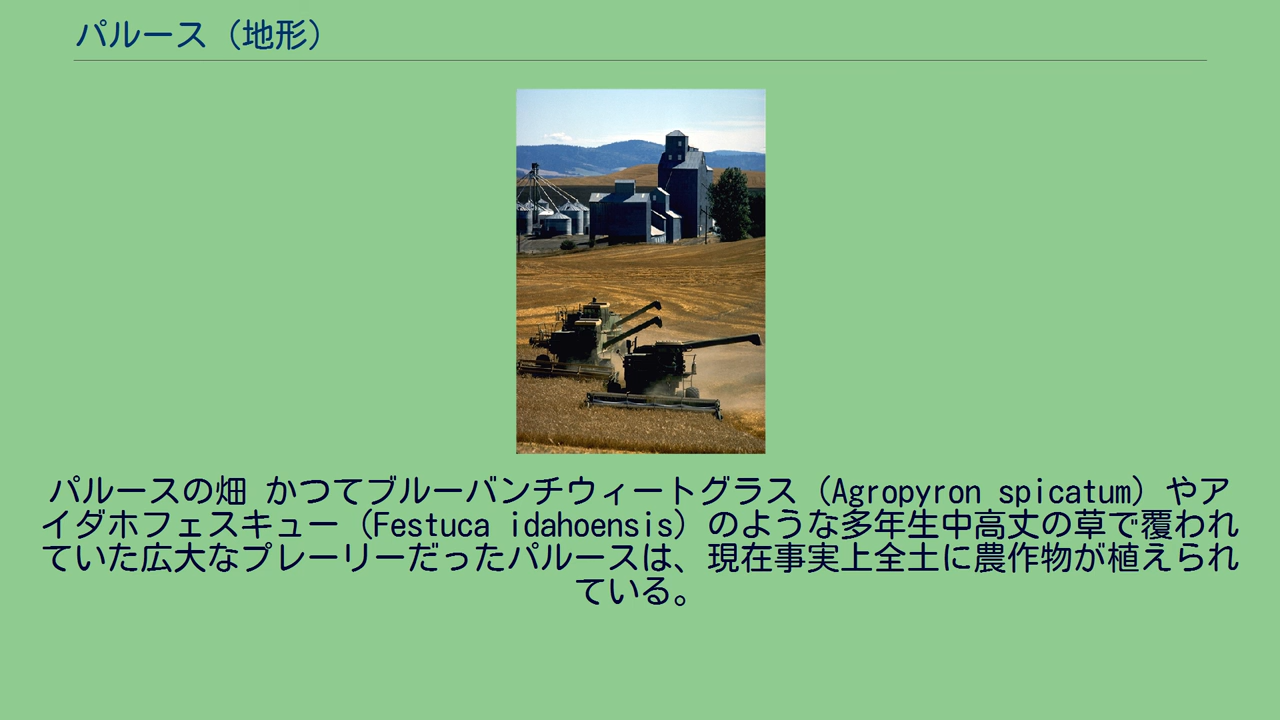 パルース（地形）
パルースの畑 かつてブルーバンチウィートグラス（Agropyron spicatum）やア
イダホフェスキュー（Festuca idahoensis）のような多年生中高丈の草で覆われ
ていた広大なプレーリーだったパルースは、現在事実上全土に農作物が植えられ
ている。